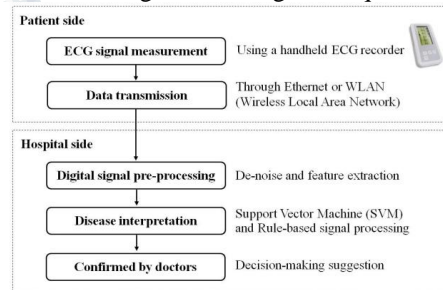 Patient side
ECG signal measurement
Using a handheld ECG recorder
Data transmission
Through Ethernet or WLAN
(Wireless Local Area Network)
Hospital side
Digital signal pre-processing
De-noise and feature extraction
Disease interpretation
Support Vector Machine (SVM)
and Rule-based signal processing
Confirmed by doctors
Decision-making suggestion